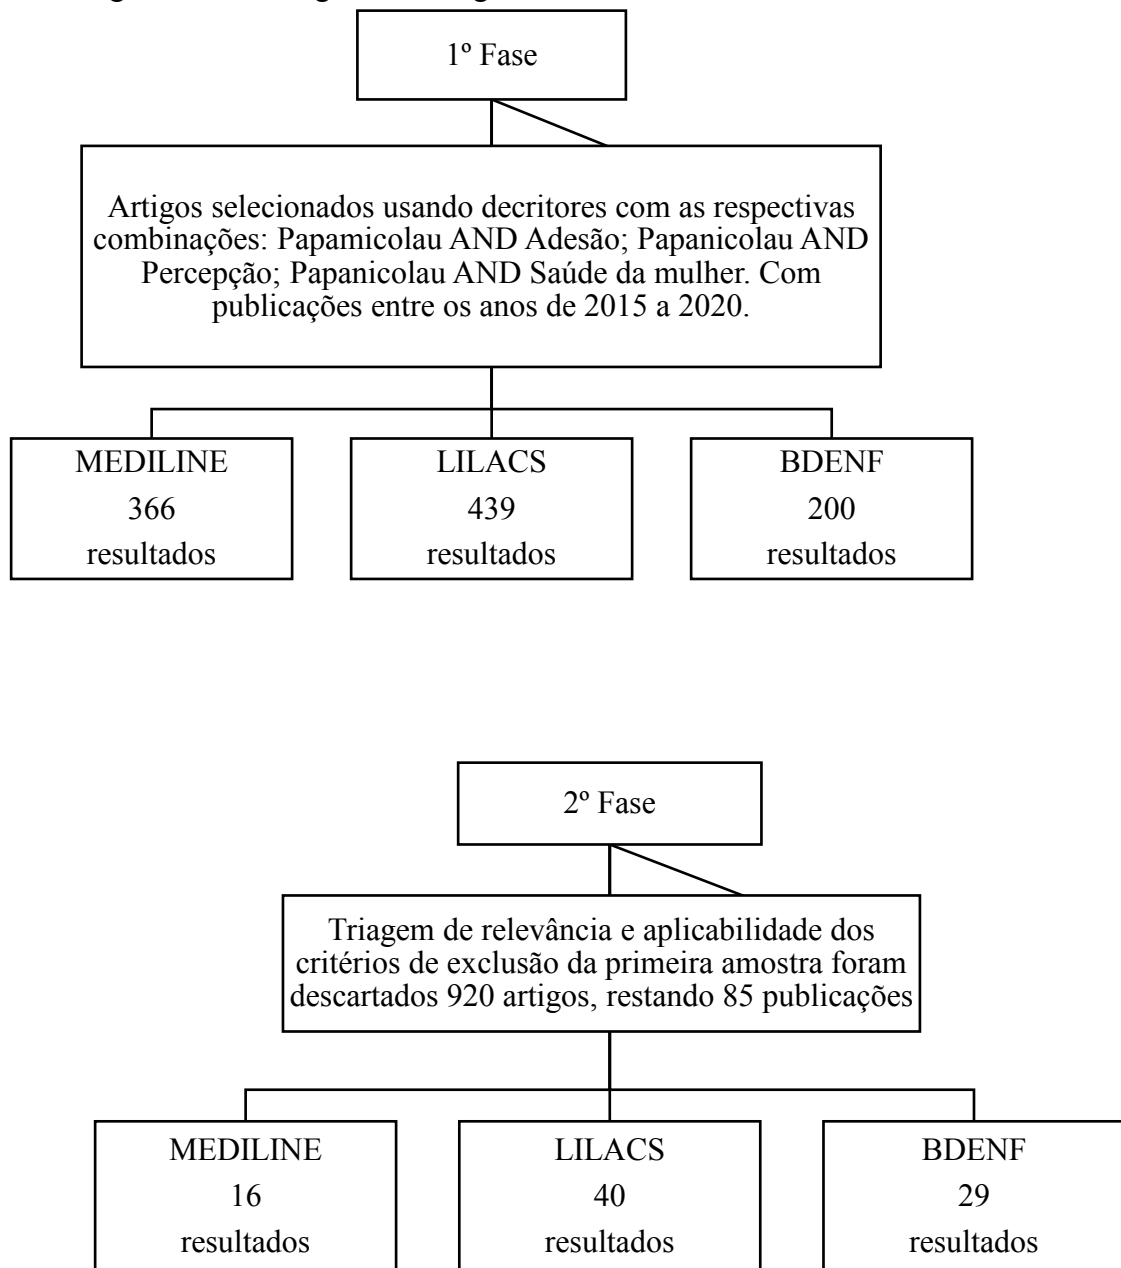 1º Fase
Artigos selecionados usando decritores com as respectivas
combinações: Papamicolau AND Adesão; Papanicolau AND
Percepção; Papanicolau AND Saúde da mulher. Com
publicações entre os anos de 2015 a 2020.
MEDILINE
366
resultados
LILACS
439
resultados
BDENF
200
resultados
2º Fase
Triagem de relevância e aplicabilidade dos
critérios de exclusão da primeira amostra foram
descartados 920 artigos, restando 85 publicações
MEDILINE
16
resultados
LILACS
40
resultados
BDENF
29
resultados